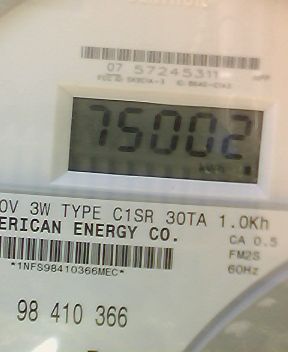 07 57245311
75002
0V 3W TYPE C1SR 30TA 1.0Kh
ERICAN ENERGY CO. CA 0.5
FM2S
*1NFS98410366MEC* 60Hz
98 410 366